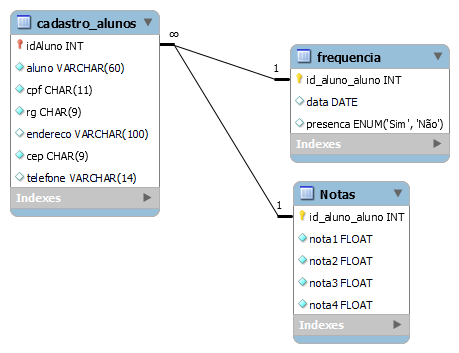 cadastro_alunos
idAluno INT
aluno VARCHAR(60)
cpf CHAR(11)
rg CHAR(9)
endereco VARCHAR(100)
cep CHAR(9)
telefone VARCHAR(14)
Indexes
∞
1
1
frequencia
id_aluno_aluno INT
data DATE
presenca ENUM('Sim', 'Não')
Indexes
Notas
id_aluno_aluno INT
nota1 FLOAT
nota2 FLOAT
nota3 FLOAT
nota4 FLOAT
Indexes